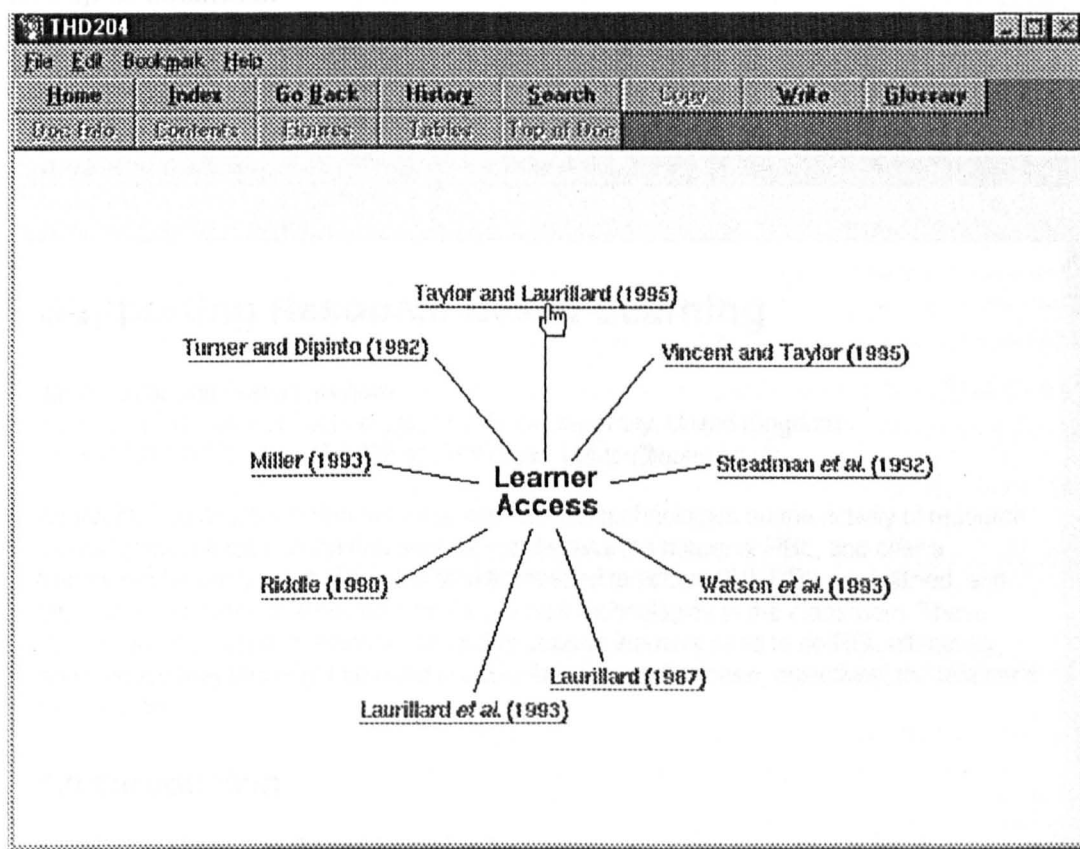 THD204
File Edit Bookmark Help
Home Index Go Back History Search Copy Write Glossary
Doc Info Contents Figures Tables Top of Doc
Taylor and Laurillard (1995)
Turner and Dipinto (1992)
Vincent and Taylor (1995)
Miller (1993)
Steadman et al. (1992)
Learner
Access
Riddle (1990)
Watson et al. (1993)
Laurillard (1987)
Laurillard et al. (1993)